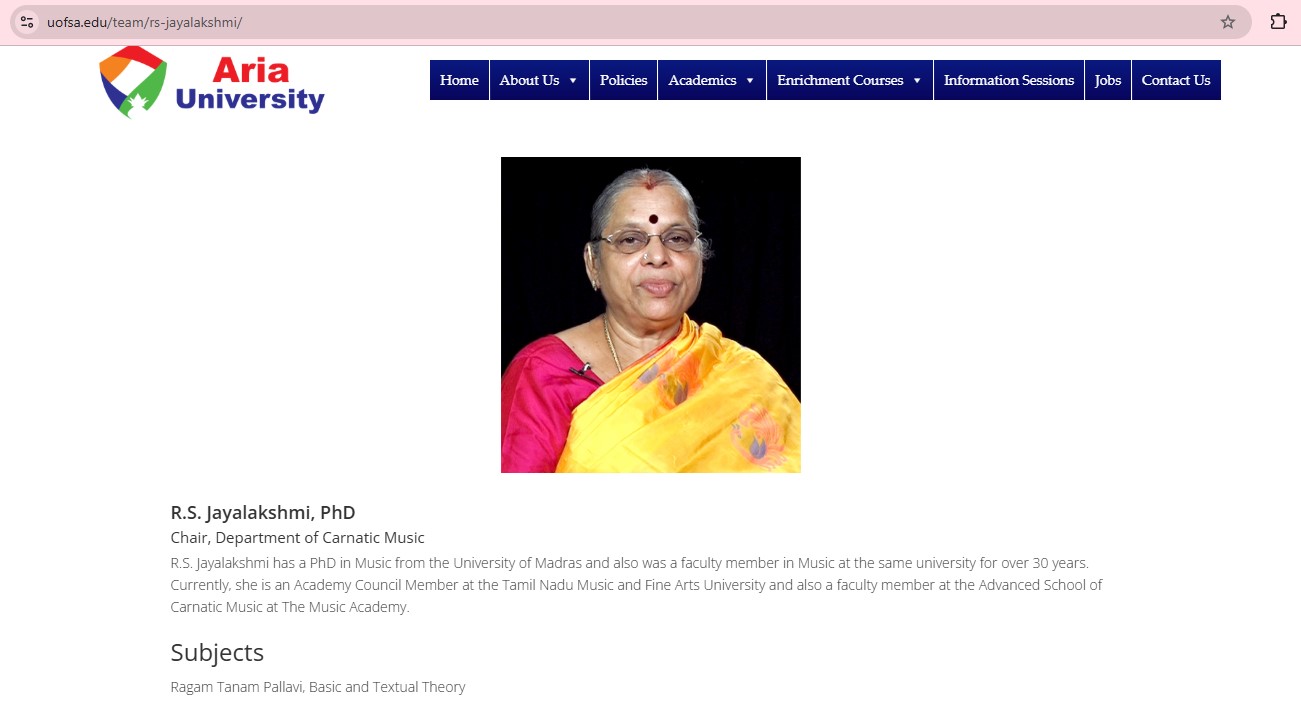 uofsa.edu/team/rs-jayalakshmi/
Aria
University
Home About Us Policies Academics Enrichment Courses Information Sessions Jobs Contact Us
R.S. Jayalakshmi, PhD
Chair, Department of Carnatic Music
R.S. Jayalakshmi has a PhD in Music from the University of Madras and also was a faculty member in Music at the same university for over 30 years.
Currently, she is an Academy Council Member at the Tamil Nadu Music and Fine Arts University and also a faculty member at the Advanced School of
Carnatic Music at The Music Academy.
Subjects
Ragam Tanam Pallavi, Basic and Textual Theory